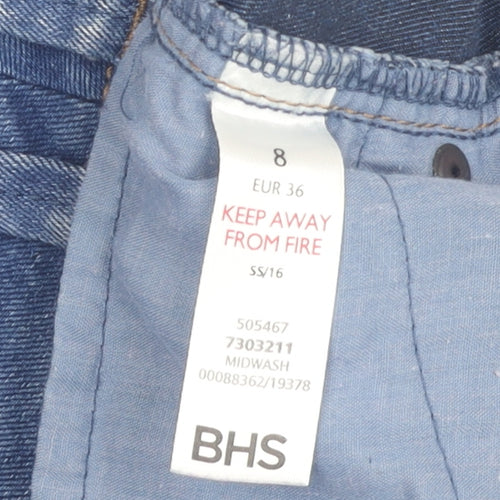 8
EUR 36
KEEP AWAY
FROM FIRE
SS/16
505467
7303211
MIDWASH
00088362/19378
BHS